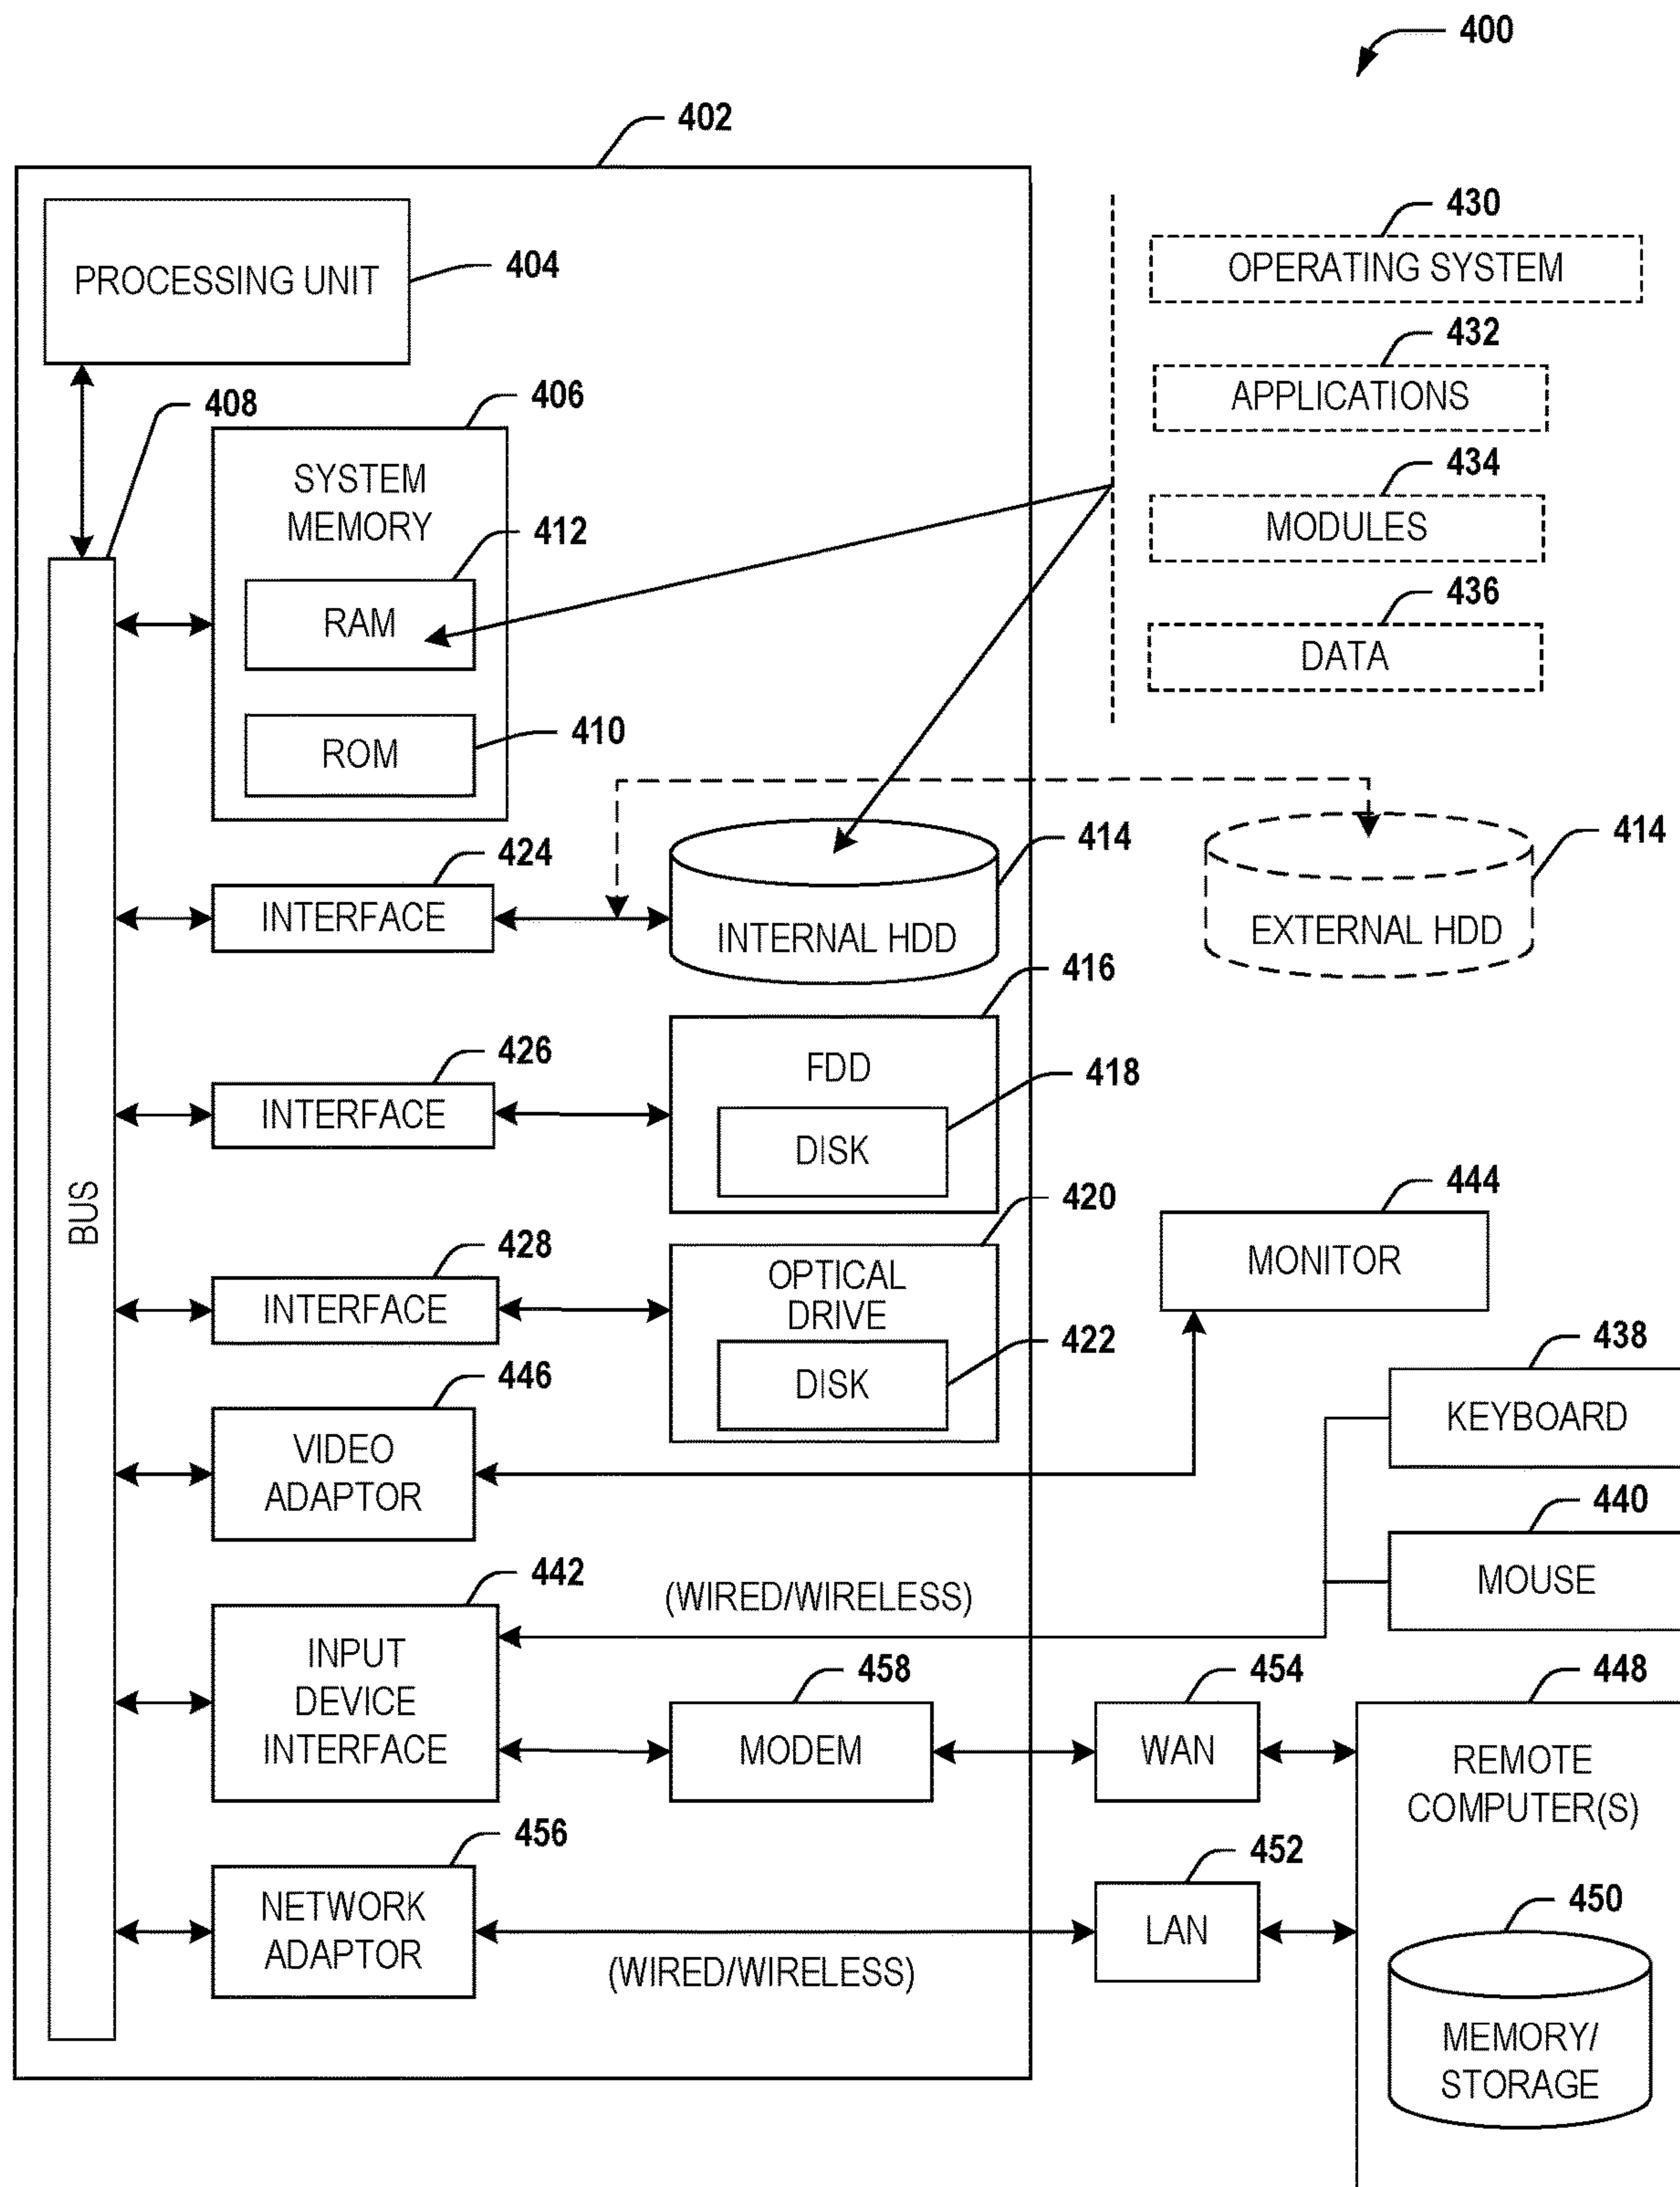 400
402
PROCESSING UNIT
404
430
OPERATING SYSTEM
432
APPLICATIONS
434
MODULES
436
DATA
408
406
SYSTEM
MEMORY
412
RAM
410
ROM
BUS
424
INTERFACE
414
INTERNAL HDD
414
EXTERNAL HDD
416
426
INTERFACE
FDD
418
DISK
420
428
INTERFACE
OPTICAL
DRIVE
422
DISK
444
MONITOR
438
KEYBOARD
446
VIDEO
ADAPTOR
440
MOUSE
442
(WIRED/WIRELESS)
INPUT
DEVICE
INTERFACE
458
MODEM
454
WAN
448
REMOTE
COMPUTER(S)
456
NETWORK
ADAPTOR
(WIRED/WIRELESS)
452
LAN
450
MEMORY/
STORAGE